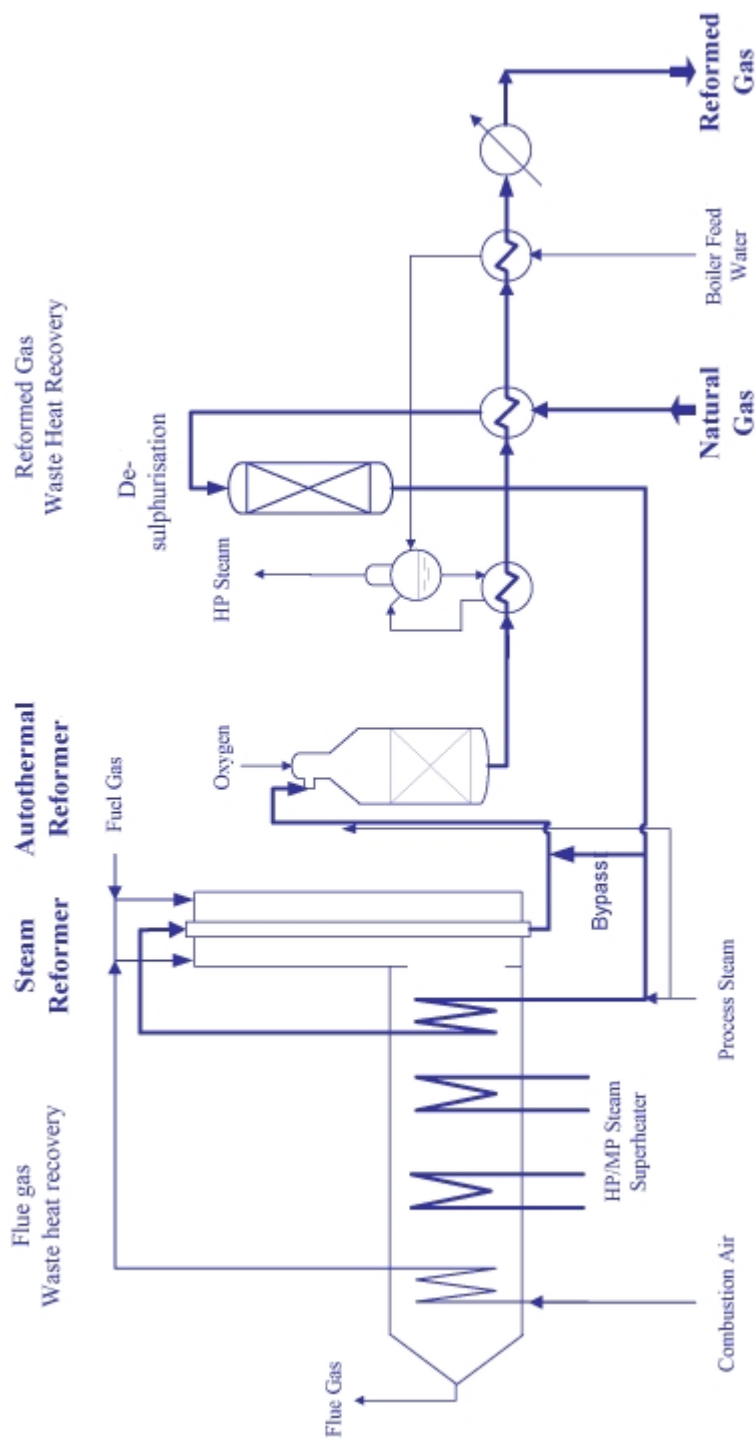 Flue gas
Waste heat recovery
Steam
Reformer
Autothermal
Reformer
Reformed Gas
Waste Heat Recovery
Fuel Gas
De-
sulphurisation
Oxygen
HP Steam
Flue Gas
Bypasst
HP/MP Steam
Superheater
Combustion Air
Process Steam
Natural
Gas
Boiler Feed
Water
Reformed
Gas